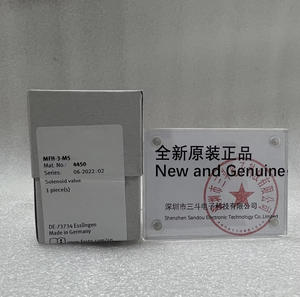 MFH-3-M5
Mat. No.: 4450
Series: 06-2022-02
Solenoid valve
1 piece(s)
DE-73734 Esslingen
Made in Germany
全新原装正品
New and Genuine
深圳市三斗电子科技有限公司
Shenzhen Sandou Electronic Technology Co., Limited